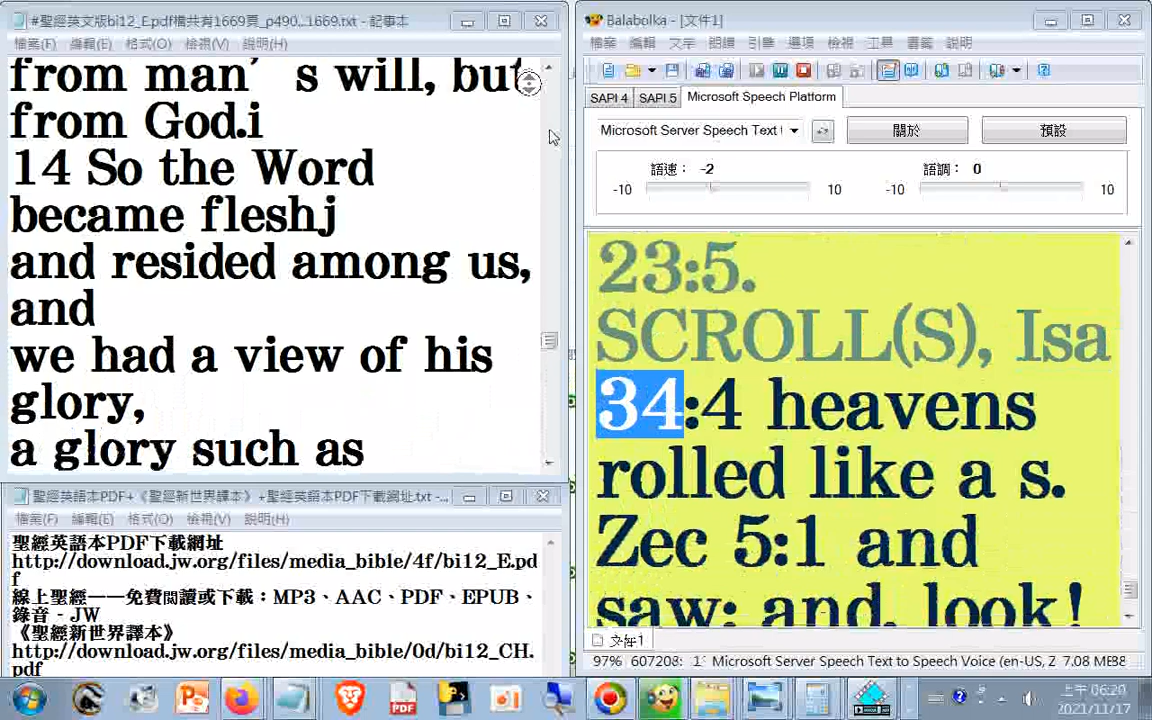 #聖經英文版bi12_E.pdf檔共有1669頁_p490,..1669.txt - 記事本
檔案(F) 編輯(E) 格式(O) 檢視(V) 說明(H)
from man’s will, but
from God.i
14 So the Word
became fleshj
and resided among us,
and
we had a view of his
glory,
a glory such as
聖經英語本PDF+《聖經新世界譯本》+聖經英語本PDF下載網址.txt - ...
檔案(F) 編輯(E) 格式(O) 檢視(V) 說明(H)
聖經英語本PDF下載網址
http://download.jw.org/files/media_bible/4f/bi12_E.pd
f
線上聖經——免費閱讀或下載：MP3、AAC、PDF、EPUB、
錄音 - JW
《聖經新世界譯本》
http://download.jw.org/files/media_bible/0d/bi12_CH.
pdf
Balabolka - [文件1]
檔案 編輯 文字 朗讀 引擎 選項 檢視 工具 書籤 說明
SAPI 4 SAPI 5 Microsoft Speech Platform
Microsoft Server Speech Text 關於 預設
語速： -2 語調： 0
-10 10 -10 10
23:5.
SCROLL(S), Isa
34:4 heavens
rolled like a s.
Zec 5:1 and
saw; and, look!
文件1
97% 607208: Microsoft Server Speech Text to Speech Voice (en-US, Z 7.08 MB
PDF
上午 06:20
2021/11/17